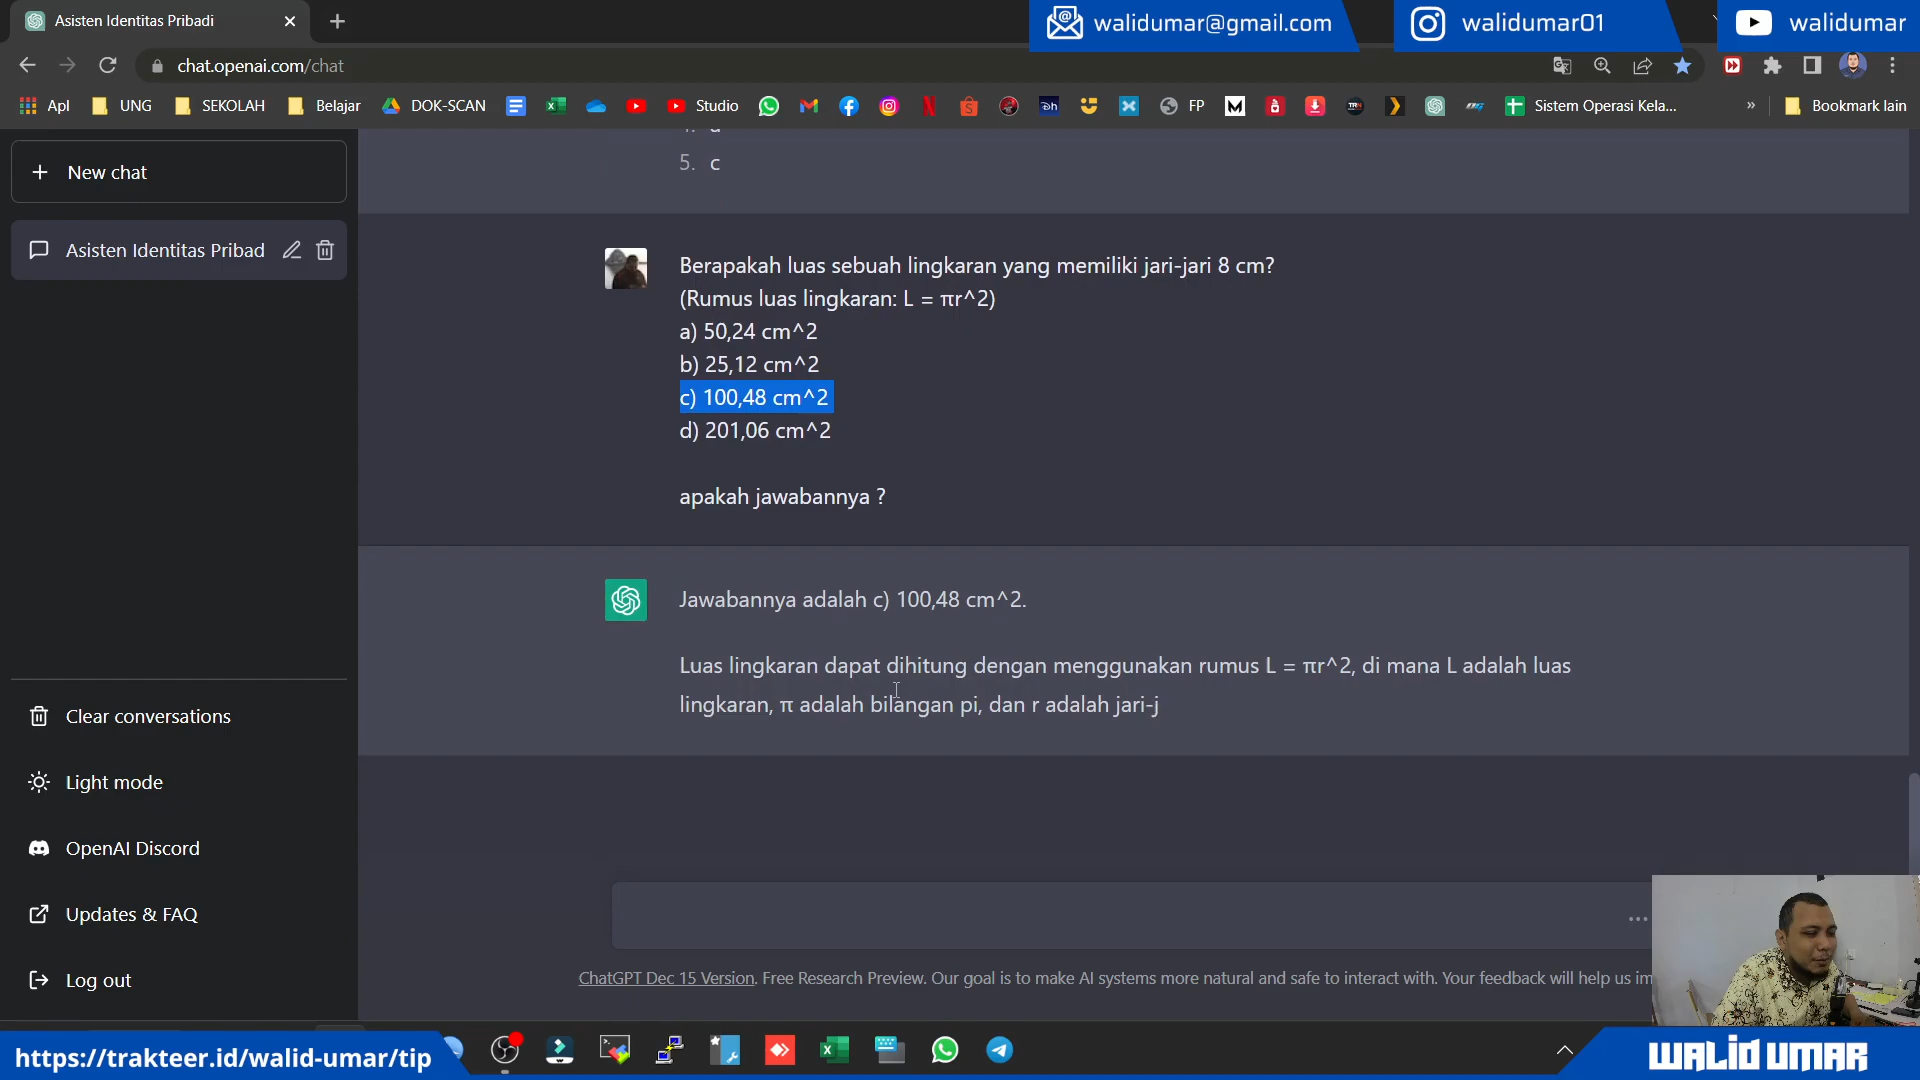 Asisten Identitas Pribadi
walidumar@gmail.com
walidumar01
walidumar
chat.openai.com/chat
Apl
UNG
SEKOLAH
Belajar
DOK-SCAN
Studio
FP
Sistem Operasi Kela...
»
Bookmark lain
New chat
Asisten Identitas Pribad
5. c
Berapakah luas sebuah lingkaran yang memiliki jari-jari 8 cm?
(Rumus luas lingkaran: L = πr^2)
a) 50,24 cm^2
b) 25,12 cm^2
c) 100,48 cm^2
d) 201,06 cm^2
apakah jawabannya ?
Jawabannya adalah c) 100,48 cm^2.
Luas lingkaran dapat dihitung dengan menggunakan rumus L = πr^2, di mana L adalah luas
lingkaran, π adalah bilangan pi, dan r adalah jari-j
Clear conversations
Light mode
OpenAI Discord
Updates & FAQ
Log out
ChatGPT Dec 15 Version. Free Research Preview. Our goal is to make AI systems more natural and safe to interact with. Your feedback will help us im
https://trakteer.id/walid-umar/tip
WALID UMAR